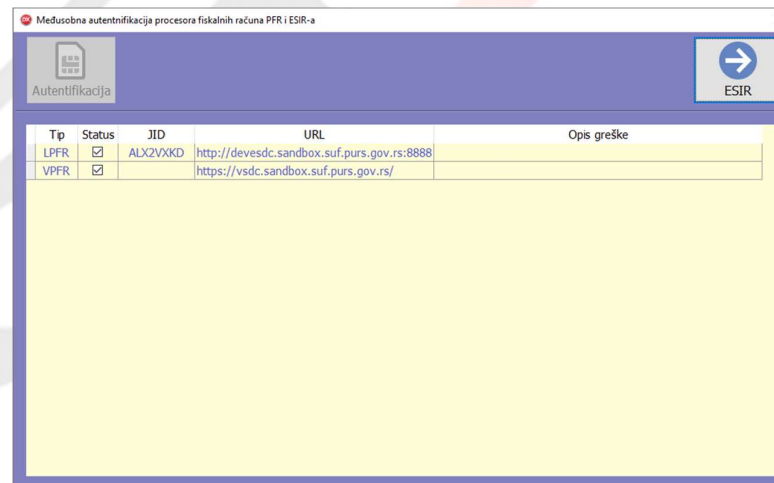 Međusobna autentnifikacija procesora fiskalnih računa PFR i ESIR-a
Autentifikacija
ESIR
Tip Status JID URL Opis greške
LPFR ALX2VXKD http://devesdc.sandbox.suf.purs.gov.rs:8888
VPFR https://vsdc.sandbox.suf.purs.gov.rs/